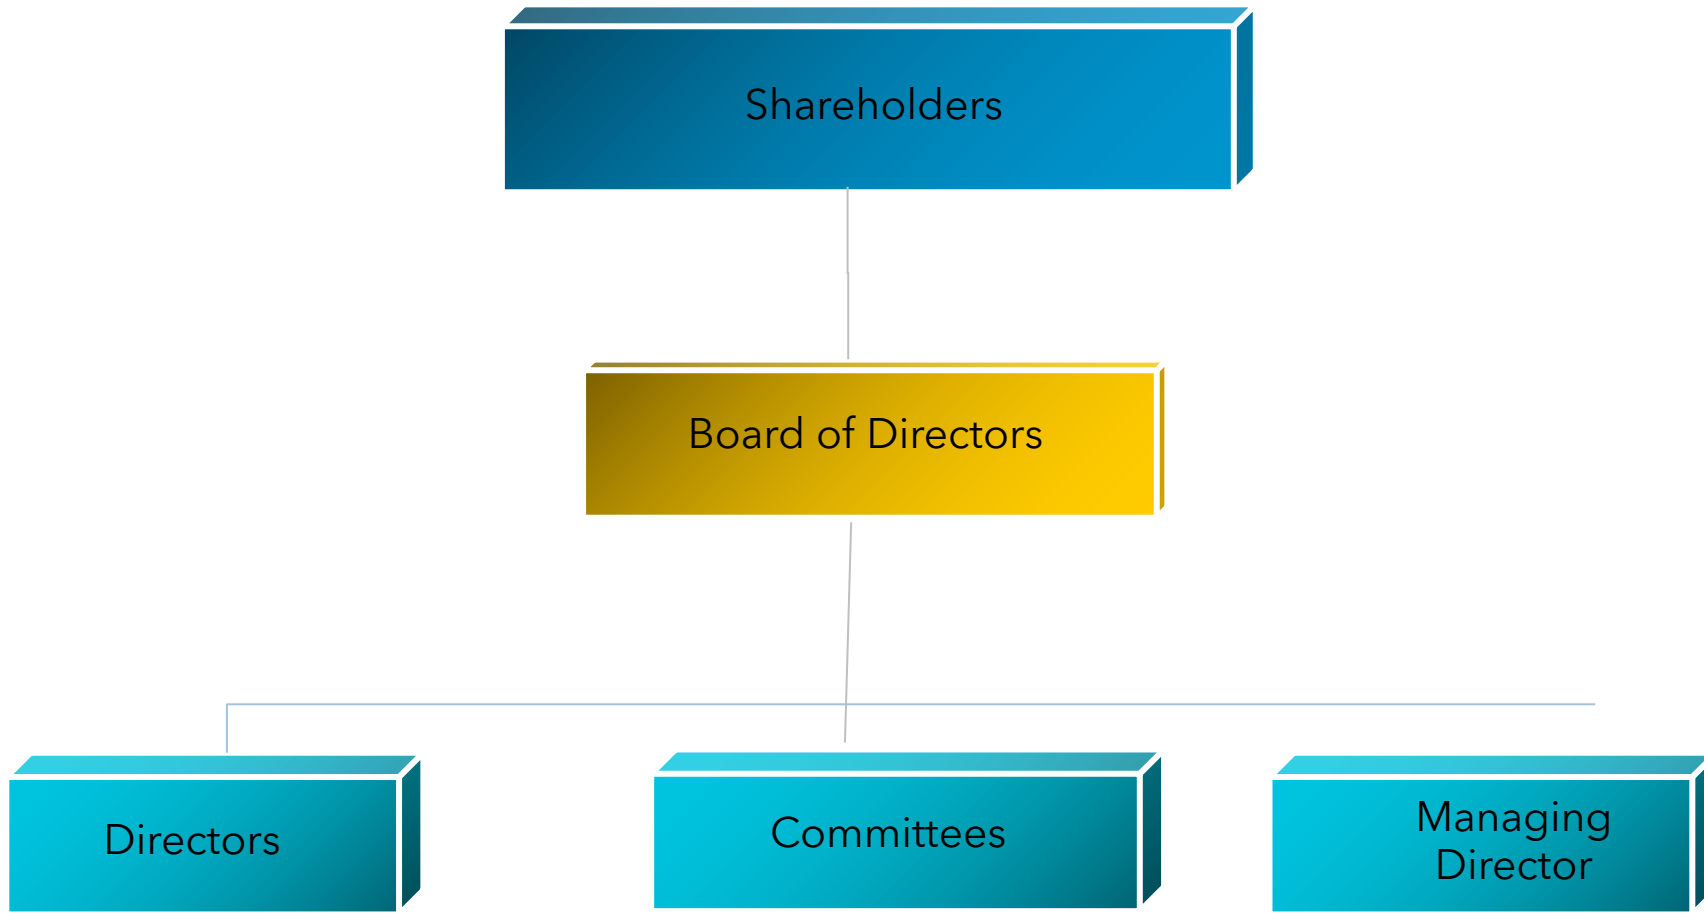 Shareholders
Board of Directors
Directors
Committees
Managing
Director